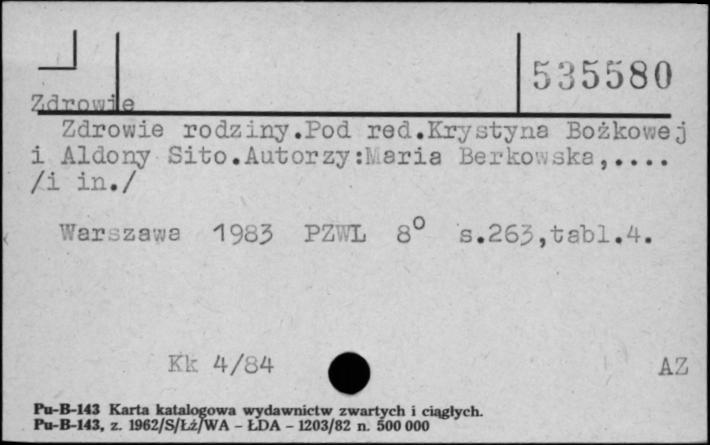 535580
Zdrowie
Zdrowie rodziny.Pod red.Krystyna Bożkowej
i Aldony Sito.Autorzy:Maria Berkowska,....
/i in./
Warszawa 1983 PZWL 8° s.263,tabl.4.
Kk 4/84 AZ
Pu-B-143 Karta katalogowa wydawnictw zwartych i ciągłych.
Pu-B-143, z. 1962/S/Łż/WA - ŁDA - 1203/82 n. 500 000